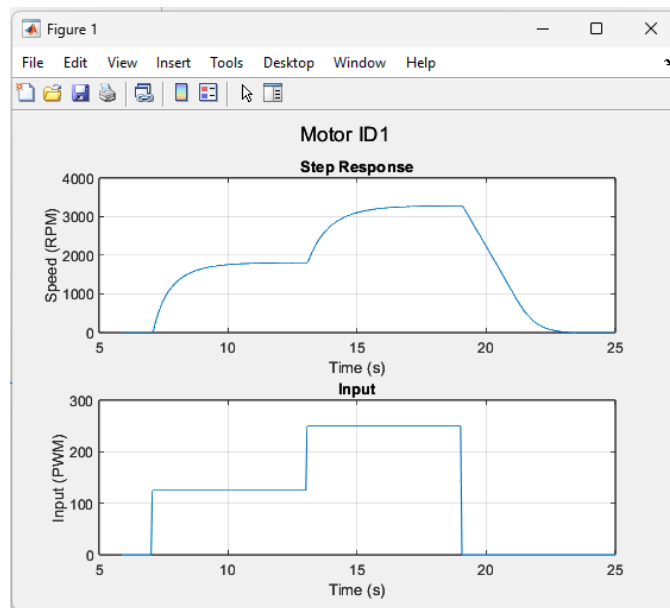 Figure 1
File Edit View Insert Tools Desktop Window Help
Motor ID1
Step Response
4000
3000
2000
1000
0
Speed (RPM)
5 10 15 20 25
Time (s)
Input
300
200
100
0
Input (PWM)
5 10 15 20 25
Time (s)